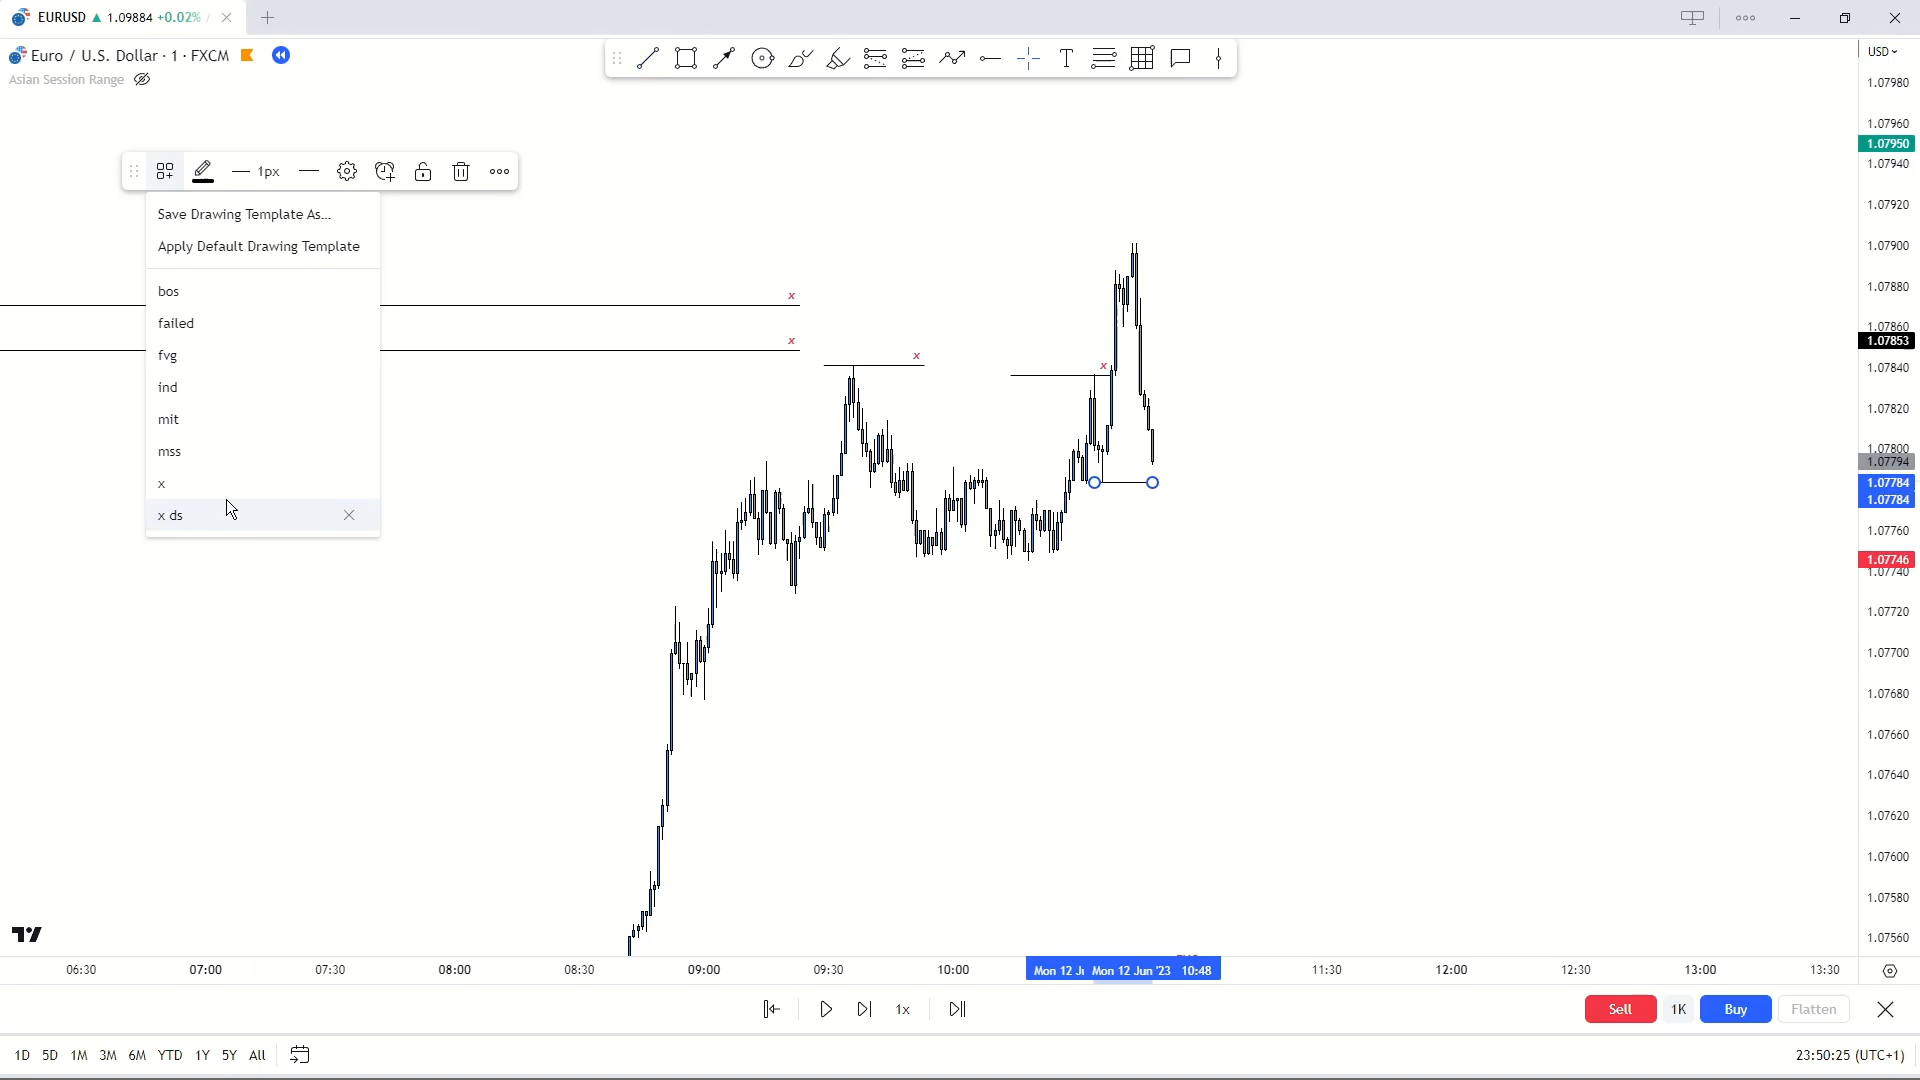 EURUSD ▲ 1.09884 +0.02% /
Euro / U.S. Dollar · 1 · FXCM
Asian Session Range
1px
Save Drawing Template As...
Apply Default Drawing Template
bos
failed
fvg
ind
mit
mss
x
x ds
x
x
x
x
USD
1.07980
1.07960
1.07950
1.07940
1.07920
1.07900
1.07880
1.07860
1.07853
1.07840
1.07820
1.07800
1.07794
1.07784
1.07784
1.07760
1.07746
1.07740
1.07720
1.07700
1.07680
1.07660
1.07640
1.07620
1.07600
1.07580
1.07560
06:30 07:00 07:30 08:00 08:30 09:00 09:30 10:00 Mon 12 Ju Mon 12 Jun '23 10:48 11:30 12:00 12:30 13:00 13:30
1x
Sell 1K Buy Flatten
1D 5D 1M 3M 6M YTD 1Y 5Y All
23:50:25 (UTC+1)